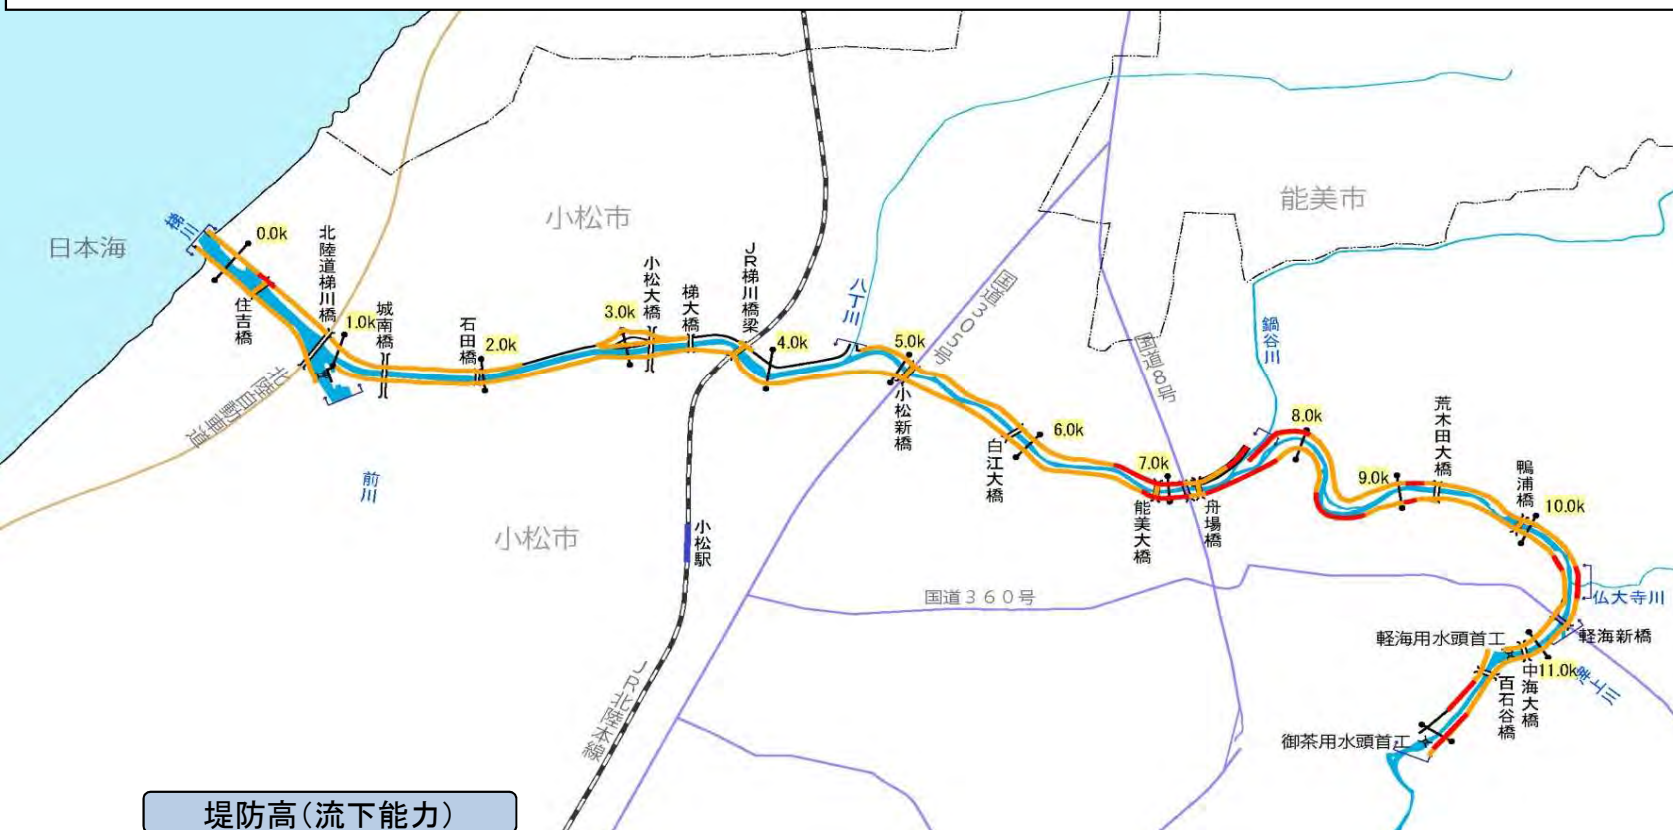 日本海
梯川
0.0k
住吉橋
北陸道梯川橋
1.0k
城南橋
北陸自動車道
前川
石田橋
2.0k
小松市
3.0k
小松大橋
梯大橋
JR梯川橋梁
4.0k
八丁川
5.0k
小松新橋
国道305号
白江大橋
6.0k
7.0k
能美大橋
国道8号
舟場橋
鍋谷川
能美市
8.0k
9.0k
荒木田大橋
鴨浦橋
10.0k
仏大寺川
軽海新橋
軽海用水頭首工
中海大橋
11.0k
滓上川
百石谷橋
御茶用水頭首工
国道360号
小松市
小松駅
JR北陸本線
堤防高(流下能力)